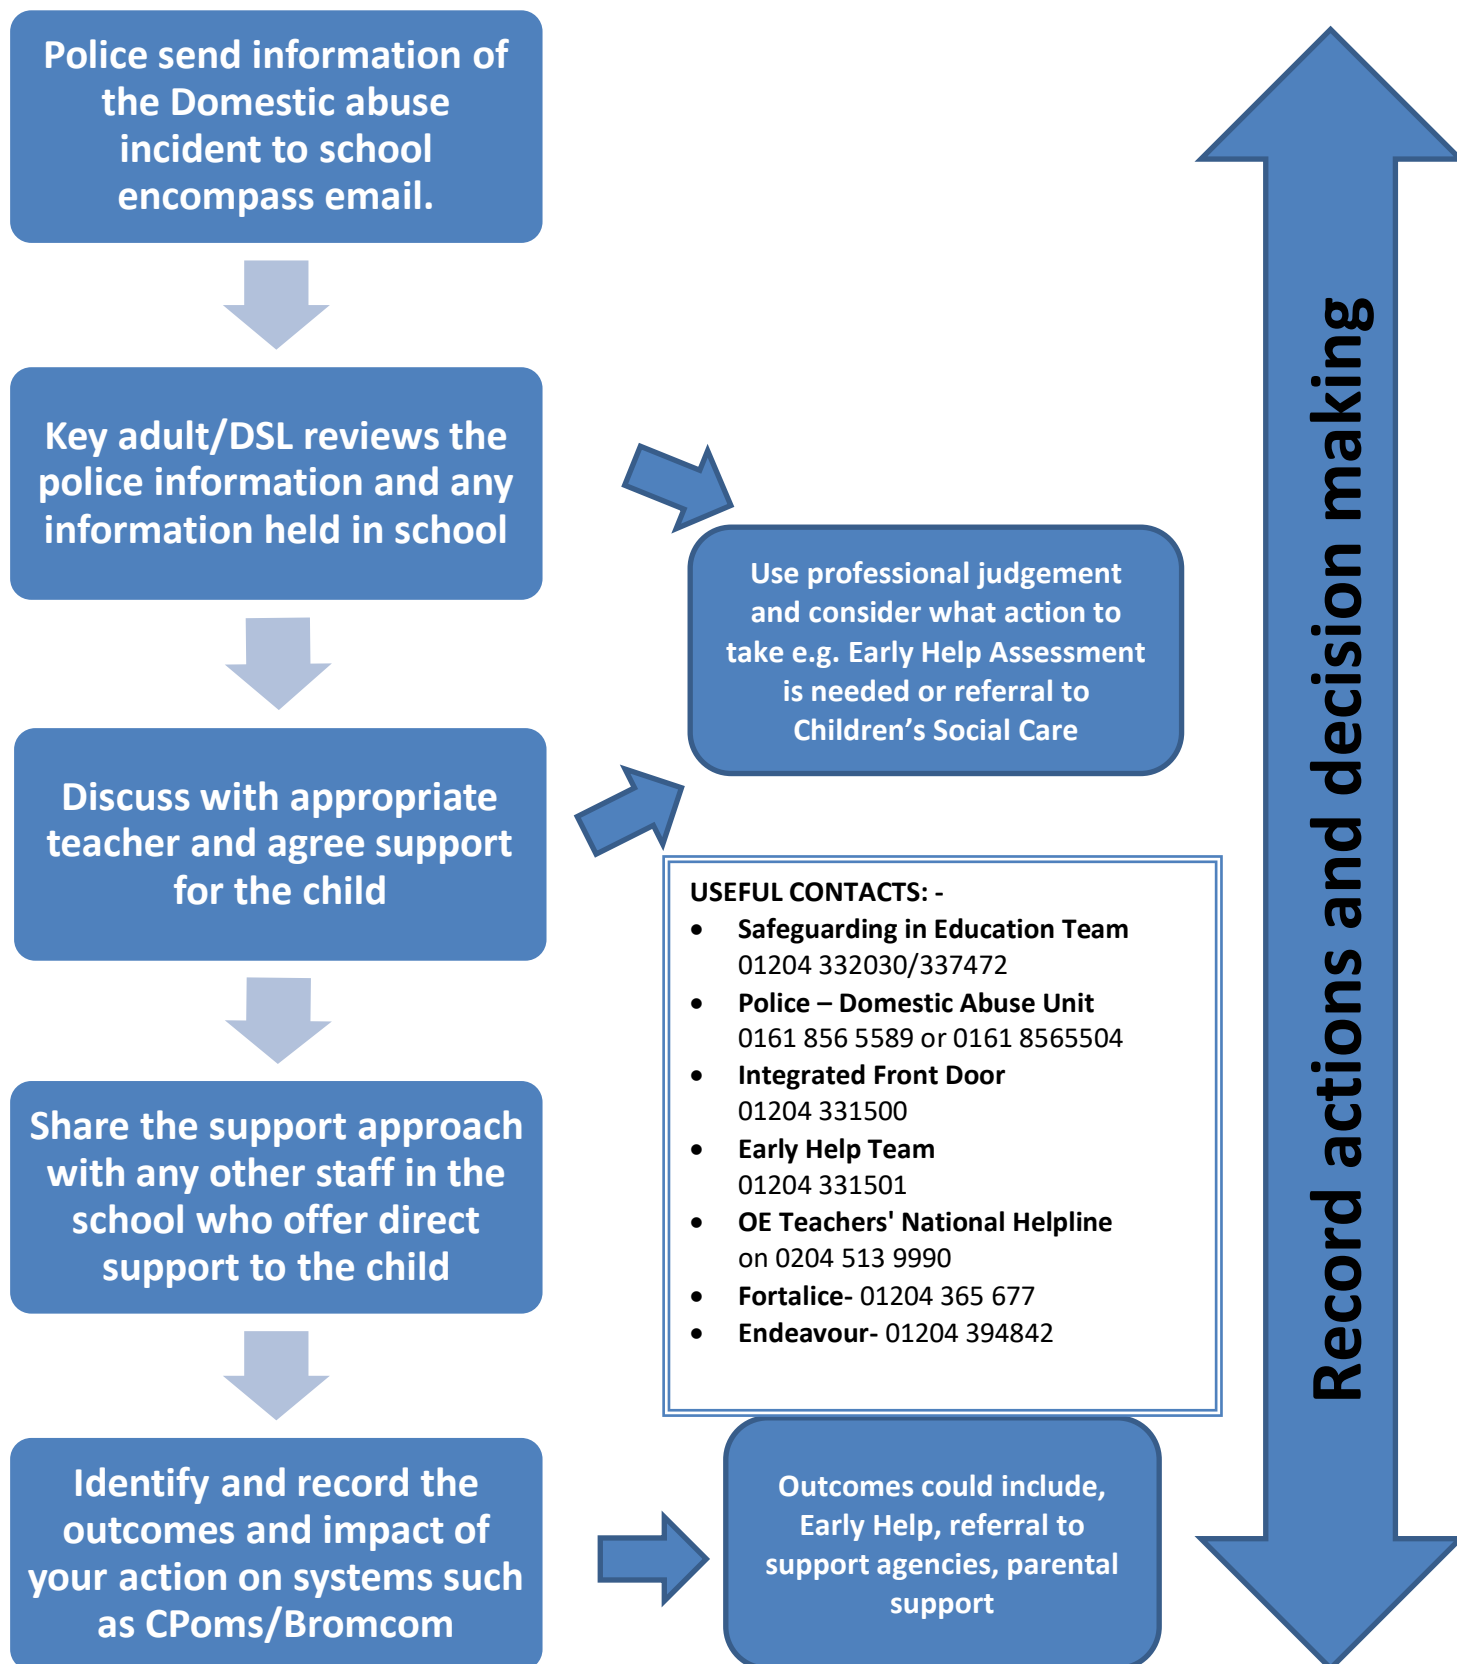 Police send information of
the Domestic abuse
incident to school
encompass email.
Key adult/DSL reviews the
police information and any
information held in school
Use professional judgement
and consider what action to
take e.g. Early Help Assessment
is needed or referral to
Children’s Social Care
Discuss with appropriate
teacher and agree support
for the child
USEFUL CONTACTS: -
• Safeguarding in Education Team
01204 332030/337472
• Police – Domestic Abuse Unit
0161 856 5589 or 0161 8565504
• Integrated Front Door
01204 331500
• Early Help Team
01204 331501
• OE Teachers' National Helpline
on 0204 513 9990
• Fortalice- 01204 365 677
• Endeavour- 01204 394842
Share the support approach
with any other staff in the
school who offer direct
support to the child
Identify and record the
outcomes and impact of
your action on systems such
as CPoms/Bromcom
Outcomes could include,
Early Help, referral to
support agencies, parental
support
Record actions and decision making